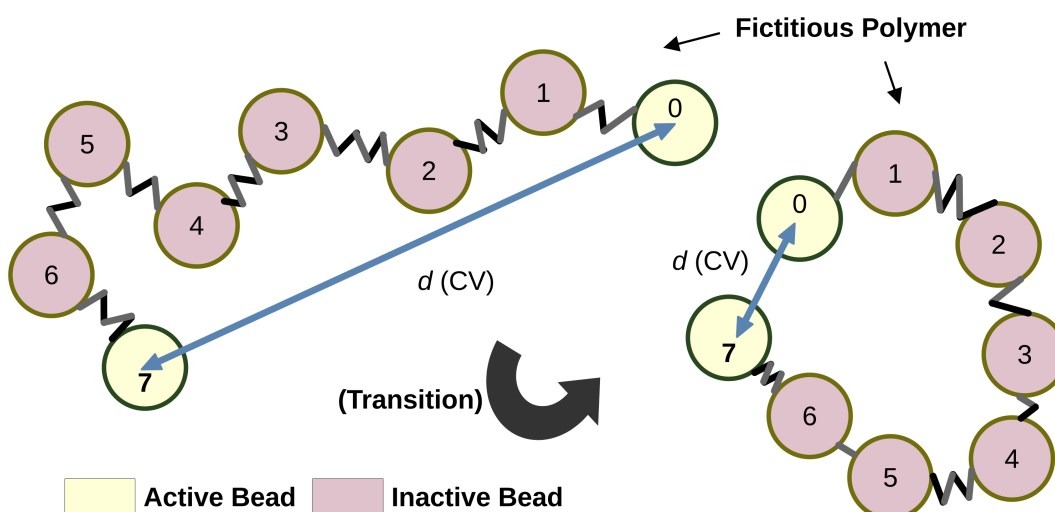 Fictitious Polymer
0
1
2
3
4
5
6
7
d (CV)
0
1
2
3
4
5
6
7
d (CV)
(Transition)
Active Bead
Inactive Bead